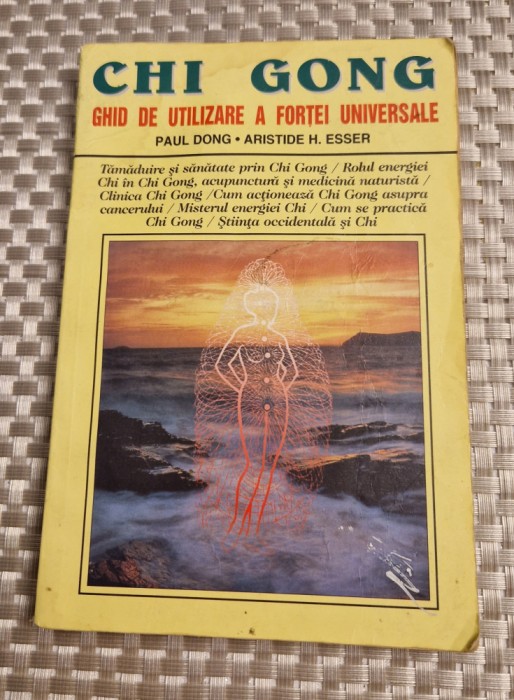 CHI GONG
GHID DE UTILIZARE A FORTEI UNIVERSALE
PAUL DONG • ARISTIDE H. ESSER
Tămăduire și sănătate prin Chi Gong / Rolul energiei
Chi în Chi Gong, acupunctură și medicină naturistă /
Clinica Chi Gong /Cum acționează Chi Gong asupra
cancerului / Misterul energiei Chi / Cum se practică
Chi Gong / Știința occidentală și Chi